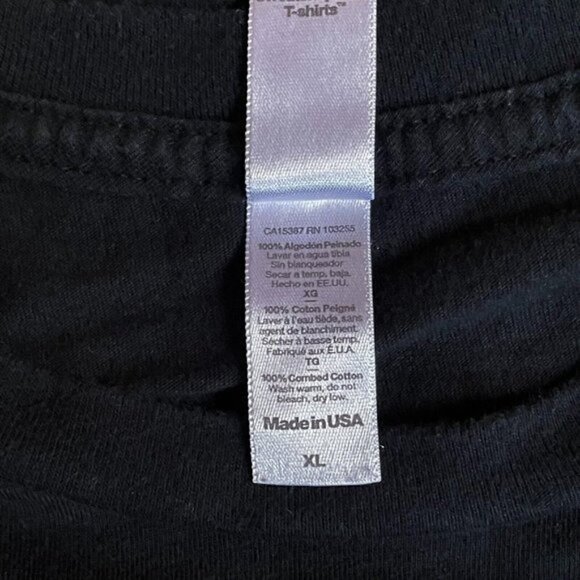 T-shirts™
CA15387 RN 103255
100% Algodón Peinado
Lavar en agua tibia
Sin blanqueador
Secar a temp. baja.
Hecho en EE.UU.
XG
100% Coton Peigné
Laver à l'eau tiède, sans
agent de blanchiment.
Sécher à basse temp.
Fabriqué aux É.U.A.
TG
100% Combed Cotton
Wash warm, do not
bleach, dry low.
Made in USA
XL